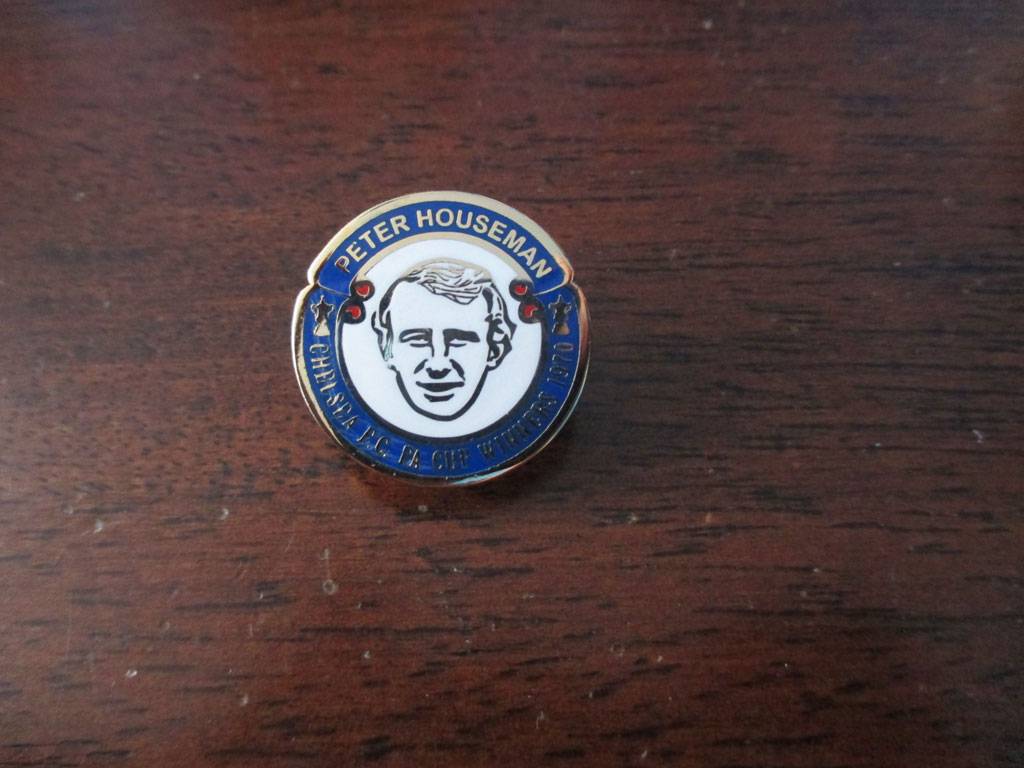 PETER HOUSEMAN
CHELSEA F.C. FA CUP WINNERS 1970